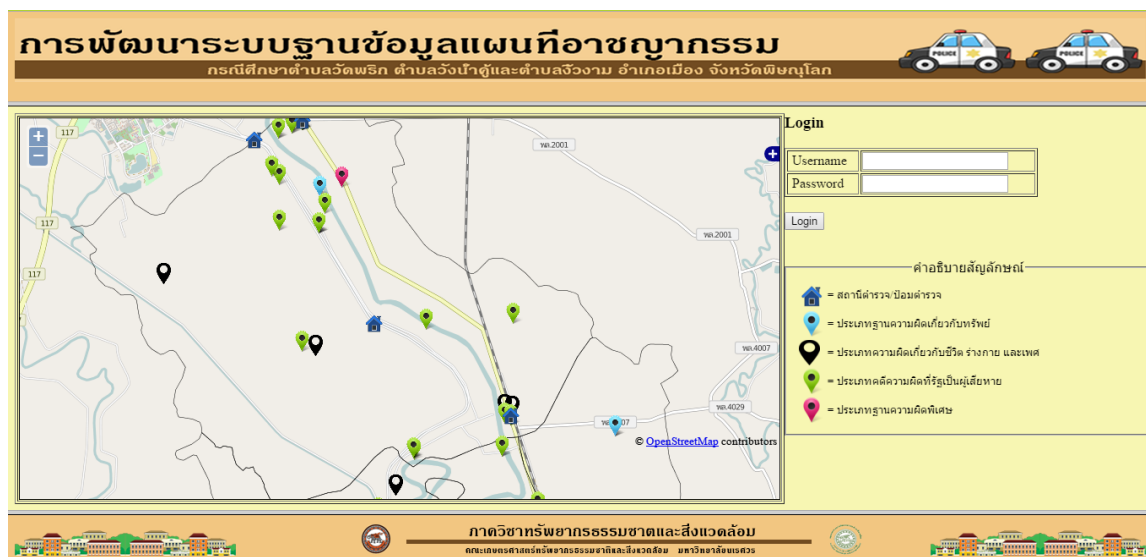 การพัฒนาระบบฐานข้อมูลแผนที่อาชญากรรม
กรณีศึกษาตำบลวัดพริก ตำบลวังน้ำคู้และตำบลงิ้วงาม อำเภอเมือง จังหวัดพิษณุโลก
POLICE
POLICE
+
−
117
117
117
พล.2001
พล.2001
พล.4007
พล.4029
+
© OpenStreetMap contributors
Login
Username
Password
Login
คำอธิบายสัญลักษณ์
= สถานีตำรวจ/ป้อมตำรวจ
= ประเภทฐานความผิดเกี่ยวกับทรัพย์
= ประเภทความผิดเกี่ยวกับชีวิต ร่างกาย และเพศ
= ประเภทคดีความผิดที่รัฐเป็นผู้เสียหาย
= ประเภทฐานความผิดพิเศษ
ภาควิชาทรัพยากรธรรมชาติและสิ่งแวดล้อม
คณะเกษตรศาสตร์ทรัพยากรธรรมชาติและสิ่งแวดล้อม มหาวิทยาลัยนเรศวร